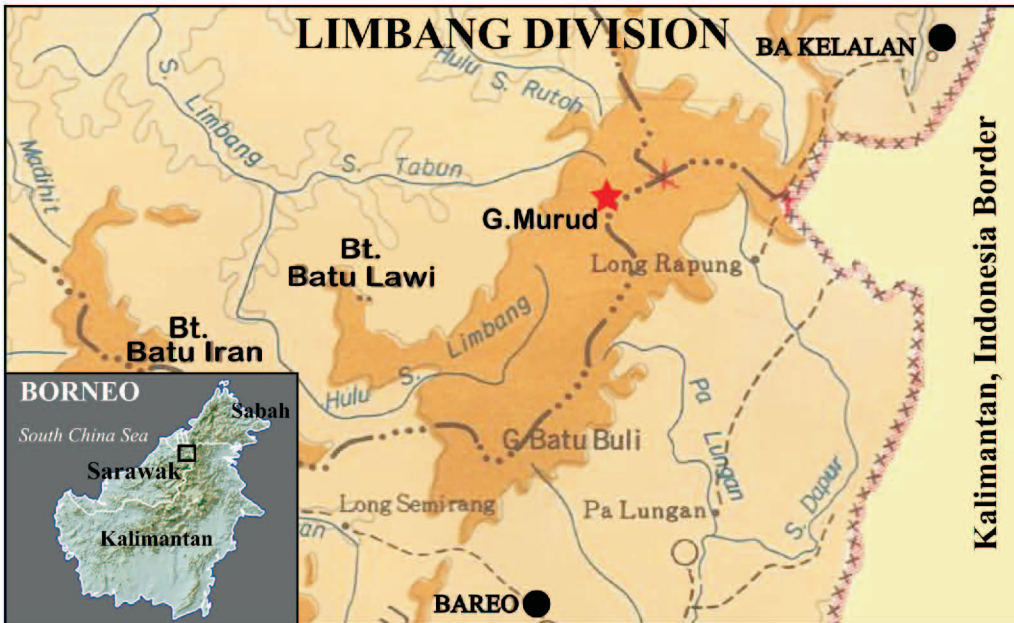 LIMBANG DIVISION
BA KELALAN
Hulu S. Rutoh
S. Limbang
S. Tabun
Madihit
G.Murud
Bt.
Batu Lawi
Long Rapung
Kalimantan, Indonesia Border
Bt.
Batu Iran
Hulu S. Limbang
Pa Lungan
G. Batu Buli
S. Dapur
Long Semirang
Pa Lungan
BAREO
BORNEO
South China Sea
Sabah
Sarawak
Kalimantan